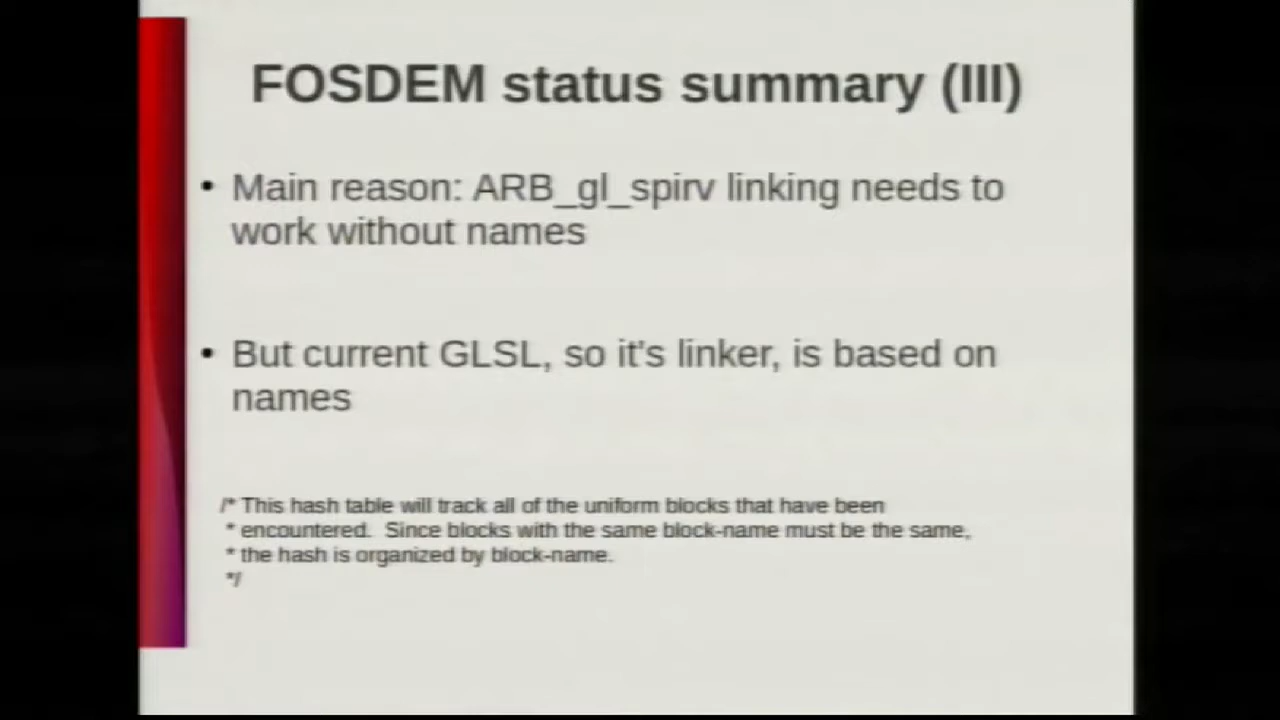 FOSDEM status summary (III)
• Main reason: ARB_gl_spirv linking needs to
work without names
• But current GLSL, so it's linker, is based on
names
/* This hash table will track all of the uniform blocks that have been
* encountered.  Since blocks with the same block-name must be the same,
* the hash is organized by block-name.
*/